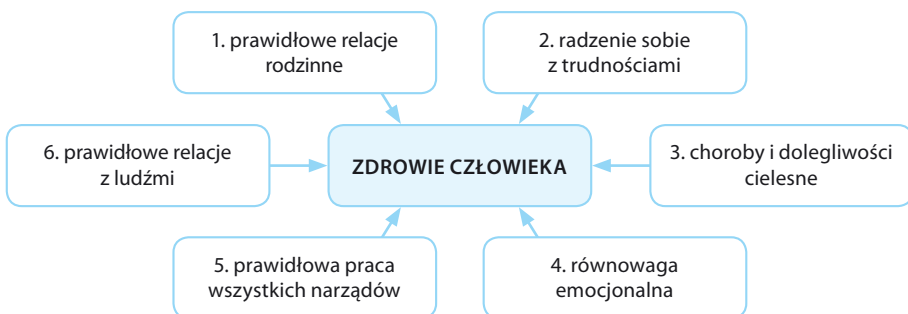 1. prawidłowe relacje
rodzinne
2. radzenie sobie
z trudnościami
6. prawidłowe relacje
z ludźmi
ZDROWIE CZŁOWIEKA
3. choroby i dolegliwości
cielesne
5. prawidłowa praca
wszystkich narządów
4. równowaga
emocjonalna